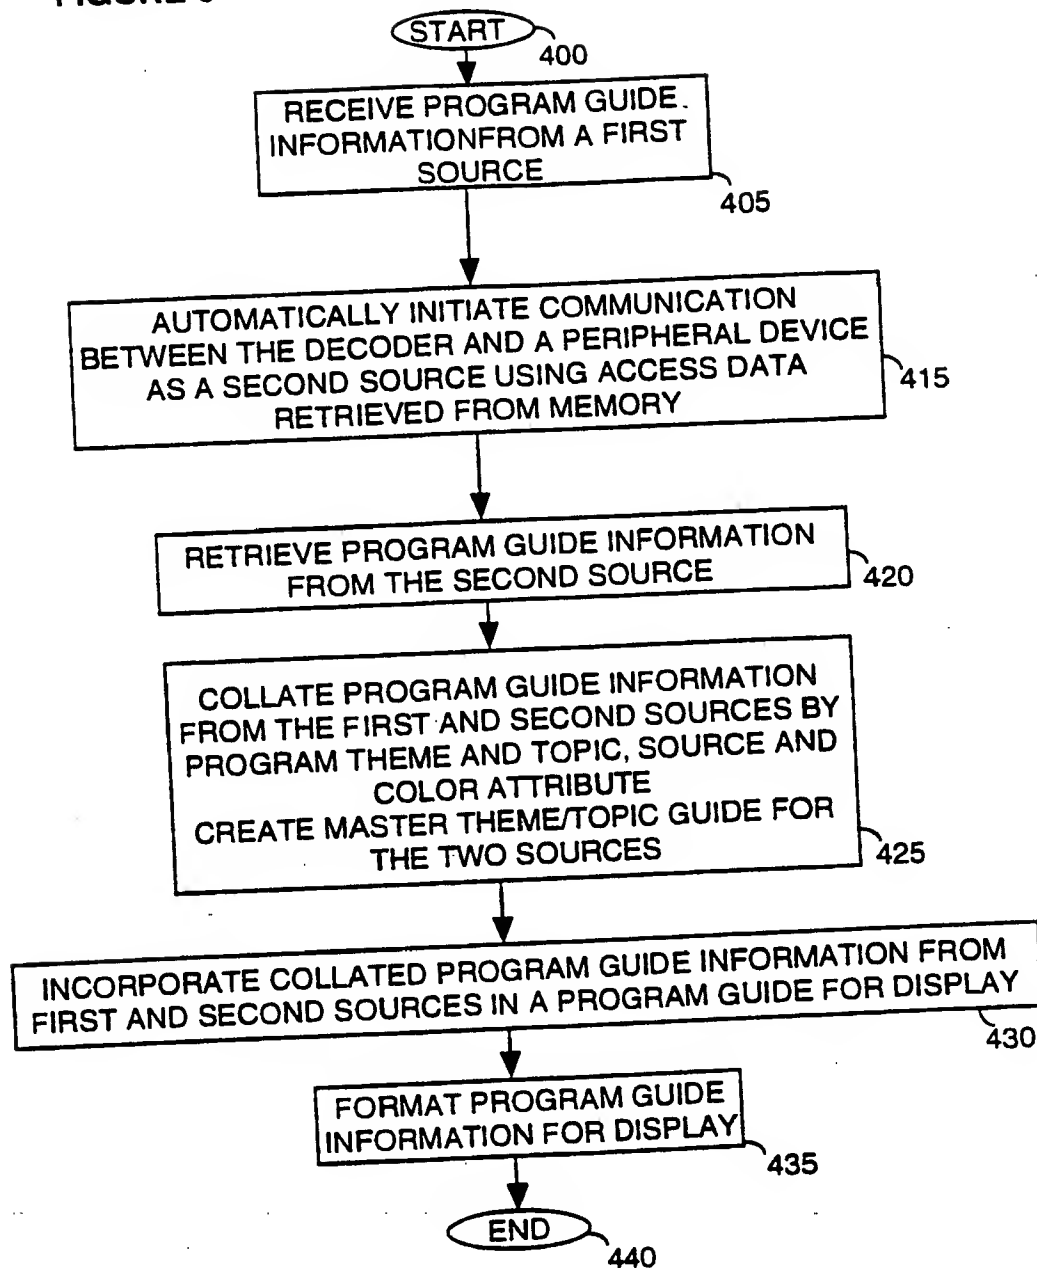 START
400
RECEIVE PROGRAM GUIDE.
INFORMATIONFROM A FIRST
SOURCE
405
AUTOMATICALLY INITIATE COMMUNICATION
BETWEEN THE DECODER AND A PERIPHERAL DEVICE
AS A SECOND SOURCE USING ACCESS DATA
RETRIEVED FROM MEMORY
415
RETRIEVE PROGRAM GUIDE INFORMATION
FROM THE SECOND SOURCE
420
COLLATE PROGRAM GUIDE INFORMATION
FROM THE FIRST AND SECOND SOURCES BY
PROGRAM THEME AND TOPIC, SOURCE AND
COLOR ATTRIBUTE
CREATE MASTER THEME/TOPIC GUIDE FOR
THE TWO SOURCES
425
INCORPORATE COLLATED PROGRAM GUIDE INFORMATION FROM
FIRST AND SECOND SOURCES IN A PROGRAM GUIDE FOR DISPLAY
430
FORMAT PROGRAM GUIDE
INFORMATION FOR DISPLAY
435
END
440